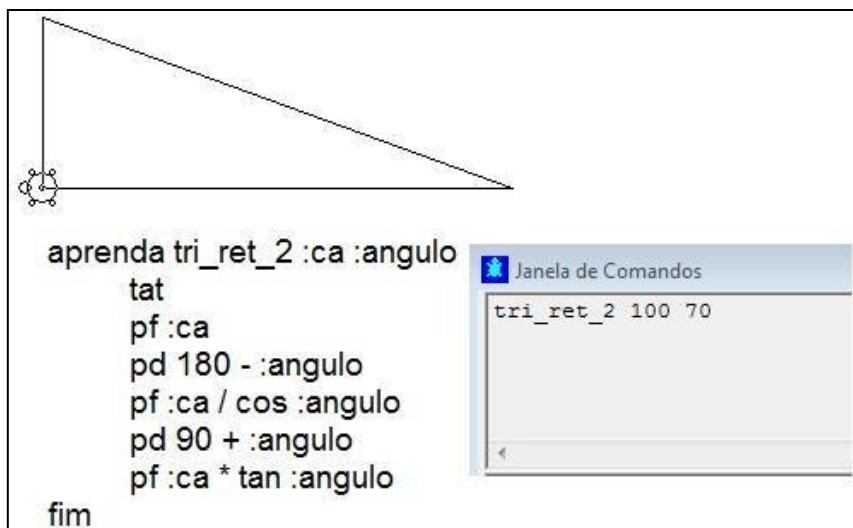 aprenda tri_ret_2 :ca :angulo
tat
pf :ca
pd 180 - :angulo
pf :ca / cos :angulo
pd 90 + :angulo
pf :ca * tan :angulo
fim
Janela de Comandos
tri_ret_2 100 70